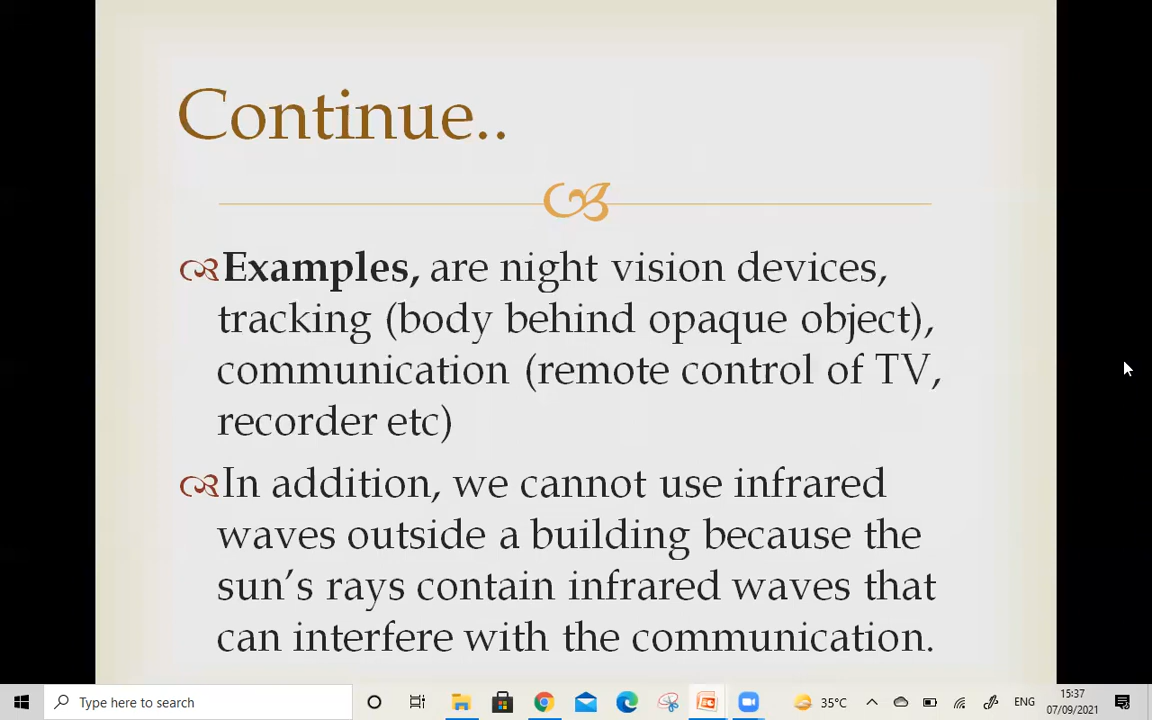 Continue..
Examples, are night vision devices,
tracking (body behind opaque object),
communication (remote control of TV,
recorder etc)
In addition, we cannot use infrared
waves outside a building because the
sun’s rays contain infrared waves that
can interfere with the communication.
Type here to search
35°C
ENG
15:37
07/09/2021